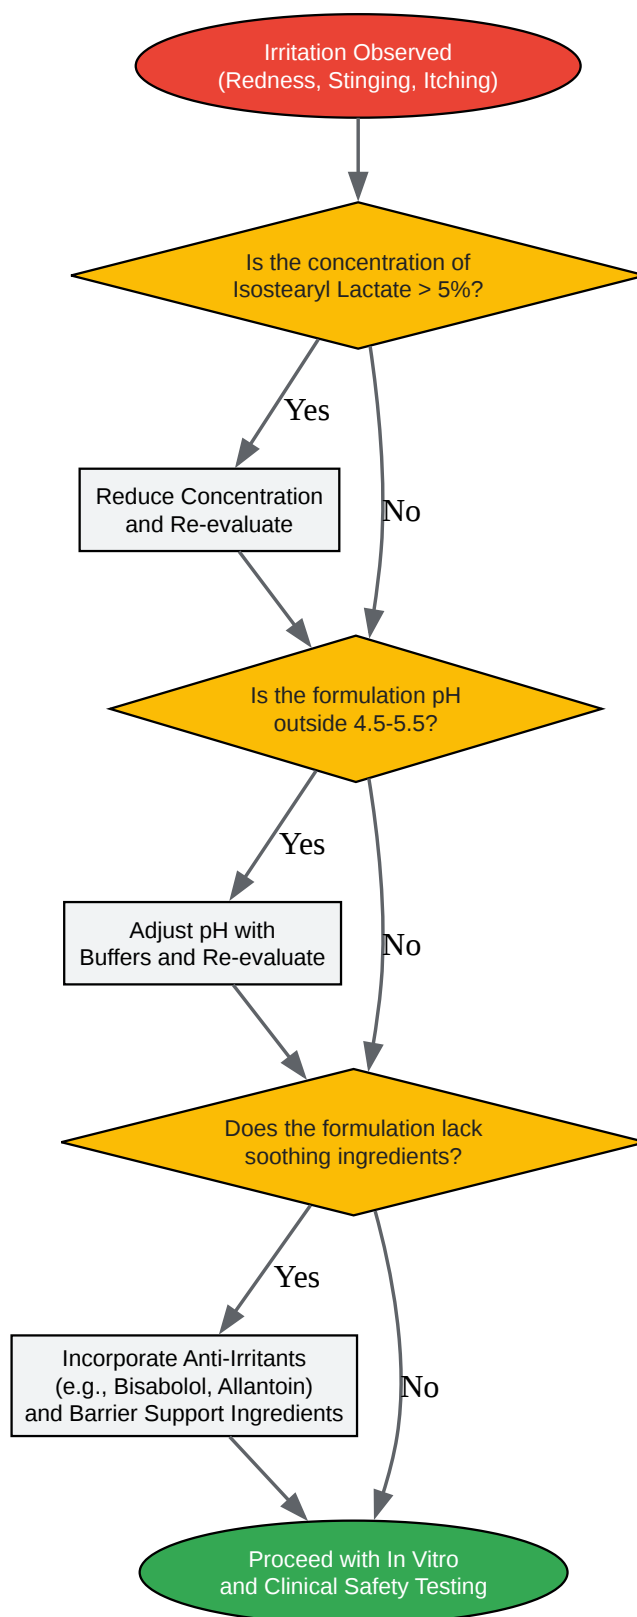 Irritation Observed
(Redness, Stinging, Itching)
Is the concentration of
Isostearyl Lactate > 5%?
Yes
Reduce Concentration
and Re-evaluate
No
Is the formulation pH
outside 4.5-5.5?
Yes
Adjust pH with
Buffers and Re-evaluate
No
Does the formulation lack
soothing ingredients?
Yes
Incorporate Anti-Irritants
(e.g., Bisabolol, Allantoin)
and Barrier Support Ingredients
No
Proceed with In Vitro
and Clinical Safety Testing